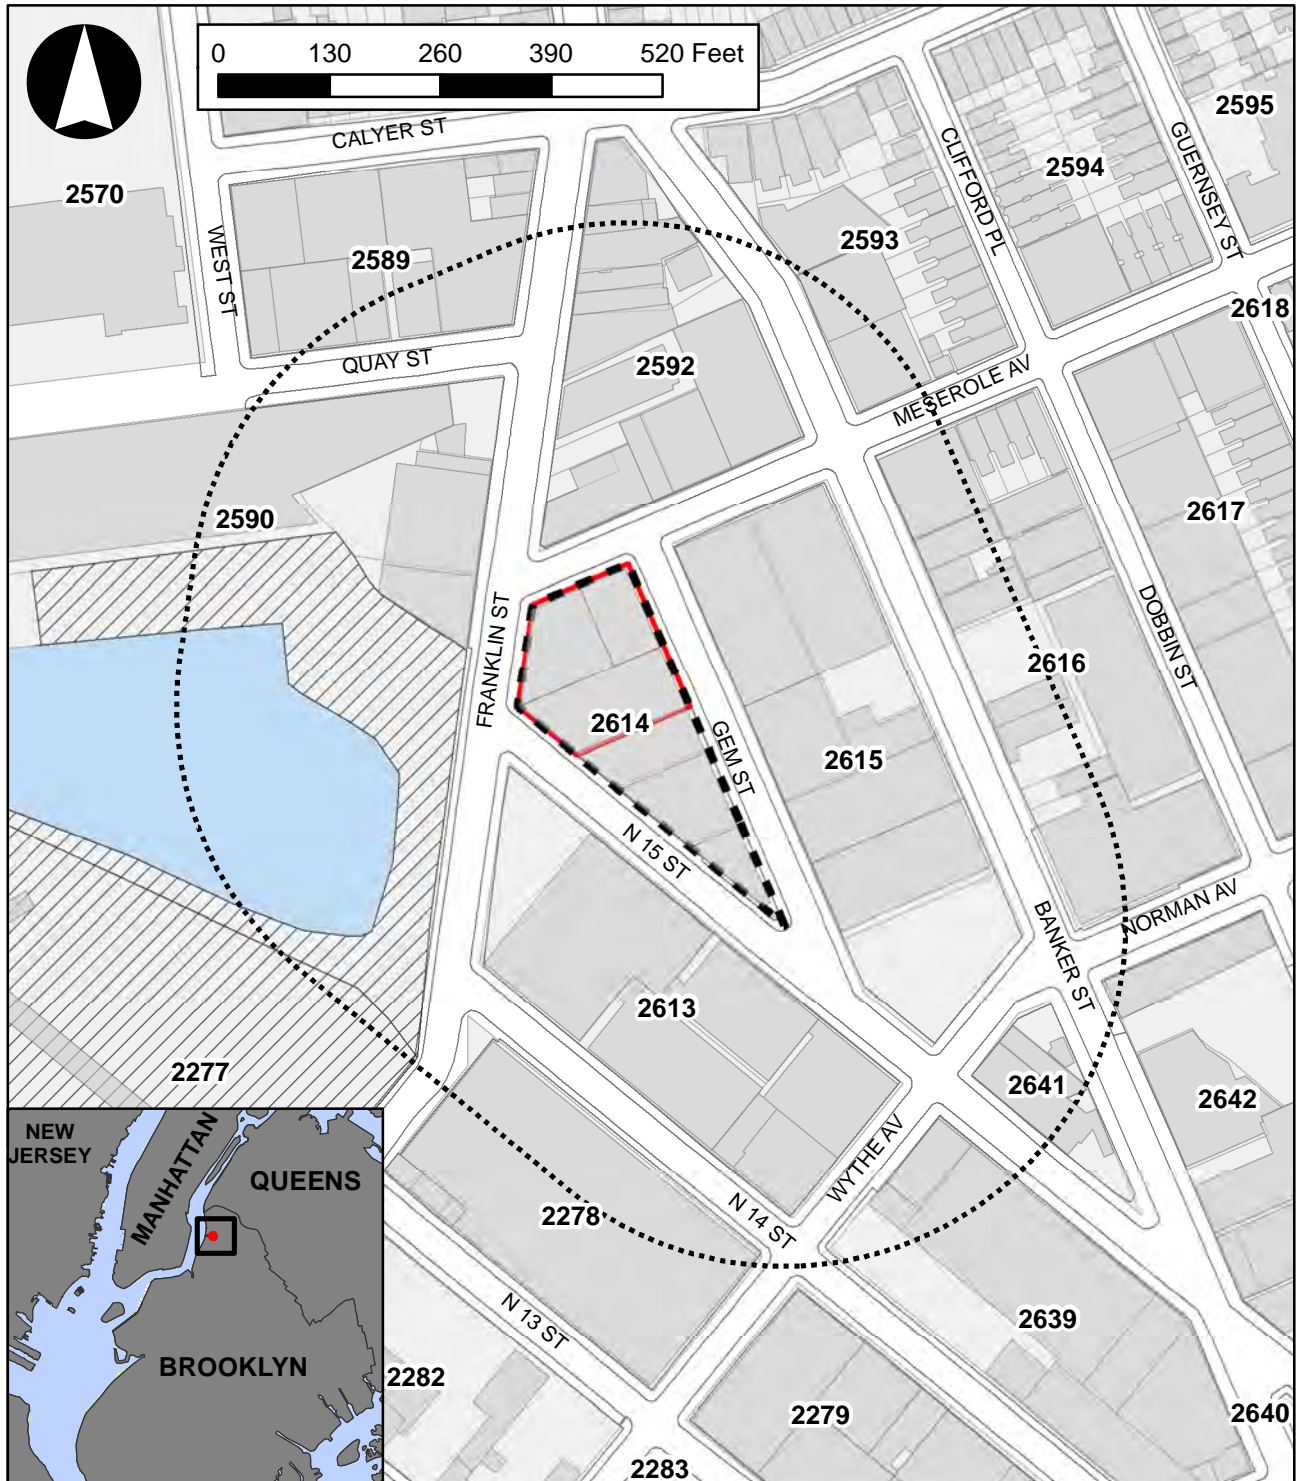 0 130 260 390 520 Feet
CALYER ST
2570
WEST ST
2589
QUAY ST
2592
2593
CLIFFORD PL
2594
GUERNSEY ST
2595
2618
MESEROLE AV
2590
2617
FRANKLIN ST
2614
GEM ST
2615
2616
DOBBIN ST
N 15 ST
NORMAN AV
BANKER ST
2613
2277
2641
2642
WYTHE AV
N 14 ST
2278
N 13 ST
2639
2282
2279
2640
2283
NEW
JERSEY
MANHATTAN
QUEENS
BROOKLYN